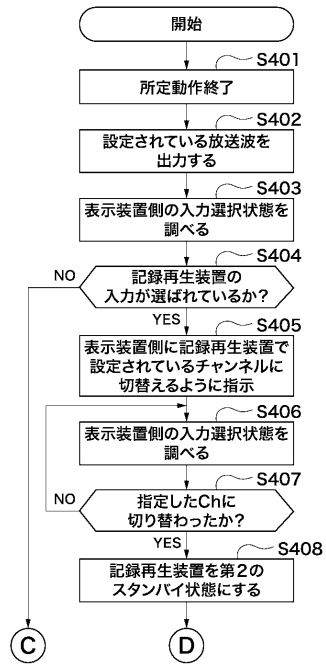 開始
S401
所定動作終了
S402
設定されている放送波を
出力する
S403
表示装置側の入力選択状態を
調べる
S404
記録再生装置の
入力が選ばれているか?
NO
YES
S405
表示装置側に記録再生装置で
設定されているチャンネルに
切替えるように指示
S406
表示装置側の入力選択状態を
調べる
S407
指定したChに
切り替わったか?
NO
YES
S408
記録再生装置を第2の
スタンバイ状態にする
C
D